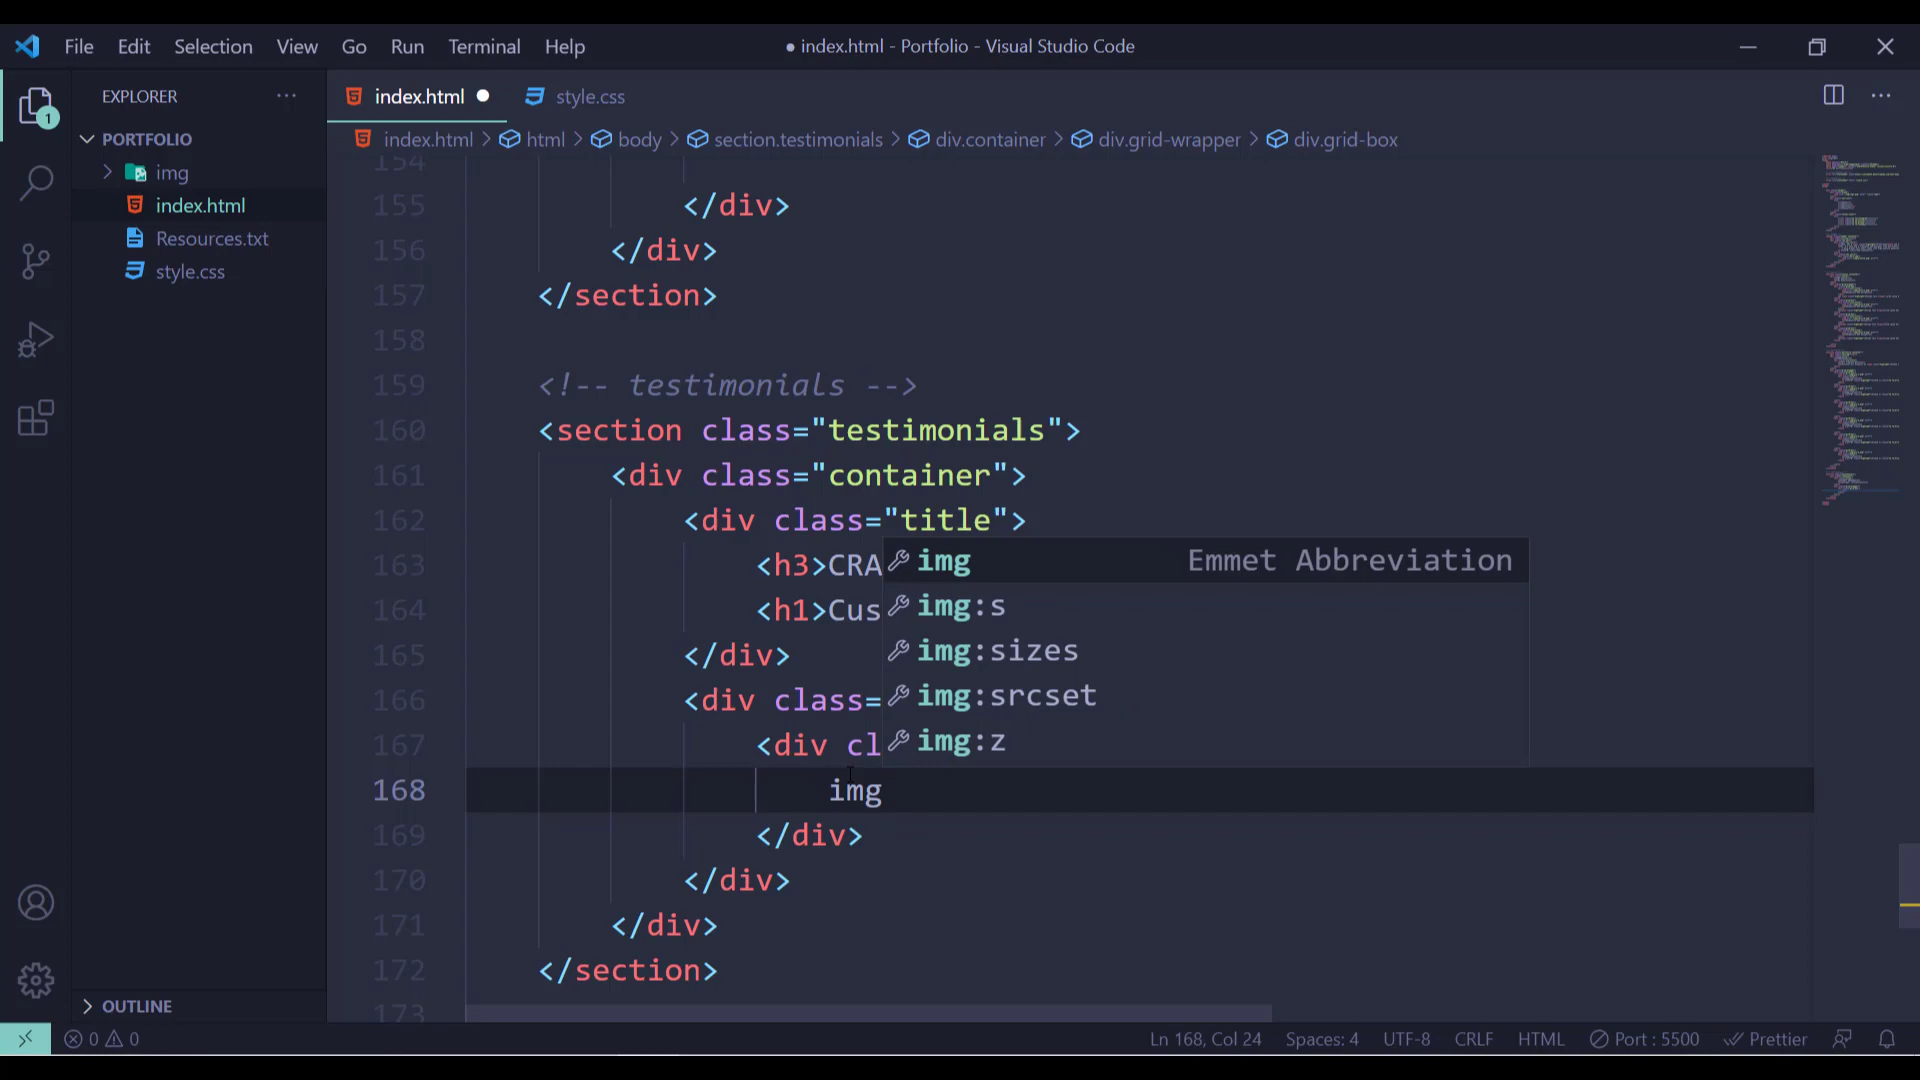 File Edit Selection View Go Run Terminal Help
● index.html - Portfolio - Visual Studio Code
EXPLORER
1
PORTFOLIO
img
index.html
Resources.txt
style.css
OUTLINE
index.html
style.css
index.html > html > body > section.testimonials > div.container > div.grid-wrapper > div.grid-box
154
155 </div>
156 </div>
157 </section>
158
159 <!-- testimonials -->
160 <section class="testimonials">
161 <div class="container">
162 <div class="title">
163 <h3>CRA
164 <h1>Cus
165 </div>
166 <div class=
167 <div cl
168 img
169 </div>
170 </div>
171 </div>
172 </section>
173
img Emmet Abbreviation
img:s
img:sizes
img:srcset
img:z
0 0
Ln 168, Col 24 Spaces: 4 UTF-8 CRLF HTML Port : 5500 Prettier